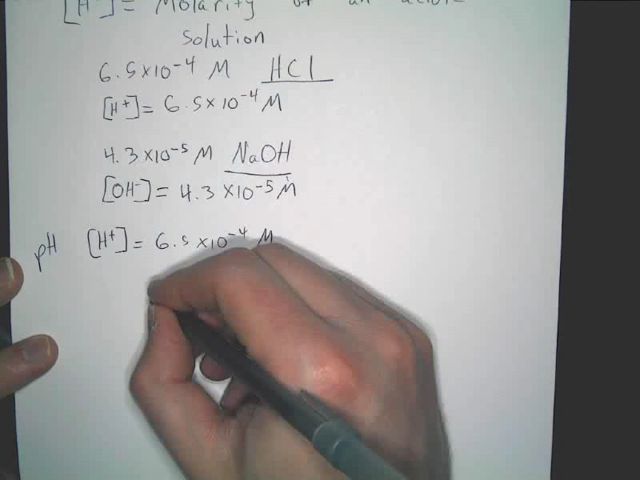 [H⁺] = Molarity of an acidic
solution
6.5×10⁻⁴ M HCl
[H⁺] = 6.5×10⁻⁴ M
4.3×10⁻⁵ M NaOH
[OH⁻] = 4.3×10⁻⁵ M
pH [H⁺] = 6.5×10⁻⁴ M